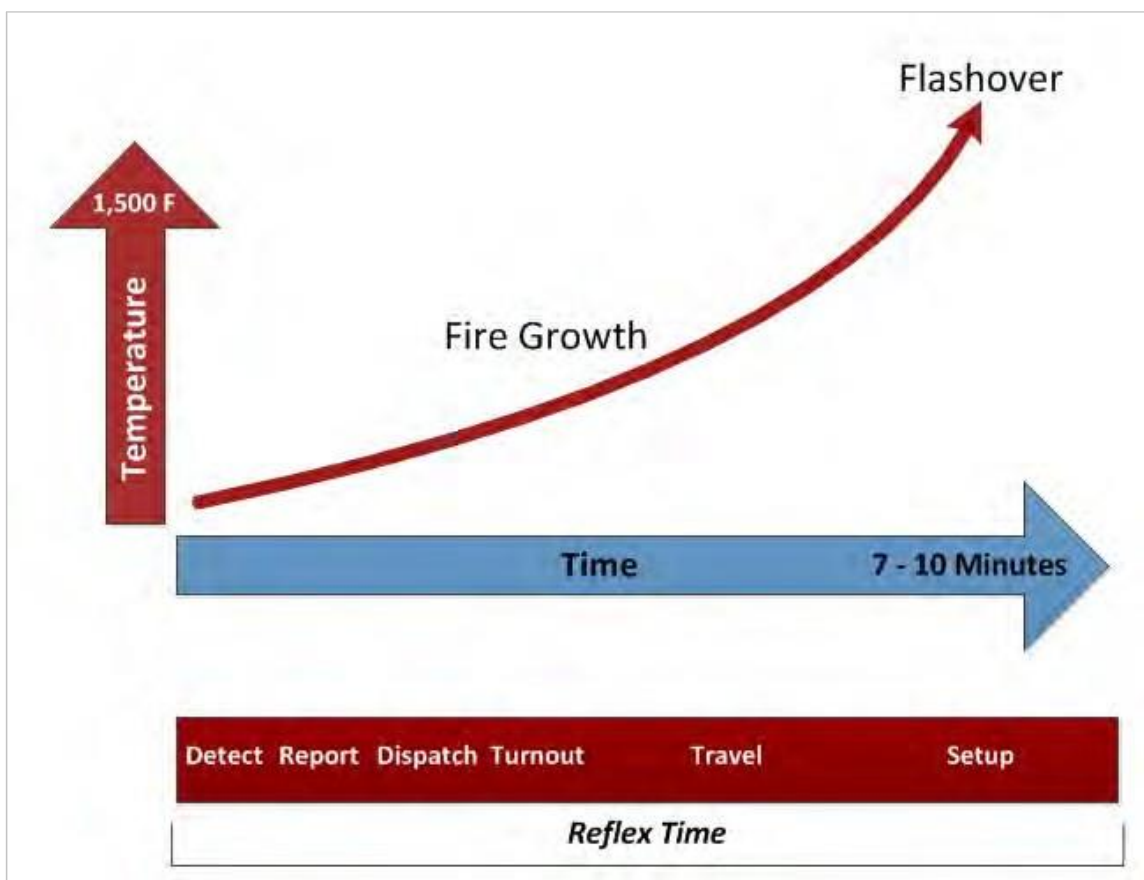 Flashover
1,500 F
Temperature
Fire Growth
Time
7 - 10 Minutes
Detect Report Dispatch Turnout Travel Setup
Reflex Time